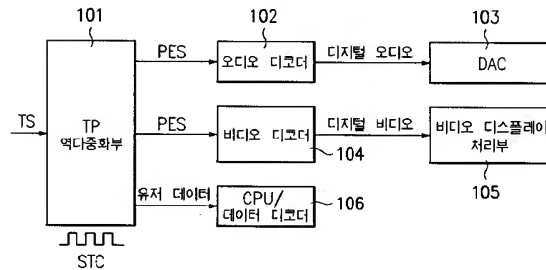 101
102
103
PES
디지털 오디오
오디오 디코더
DAC
TS
TP
역다중화부
PES
디지털 비디오
비디오 디코더
비디오 디스플레이
처리부
104
105
유저 데이터
CPU/
데이터 디코더
106
STC